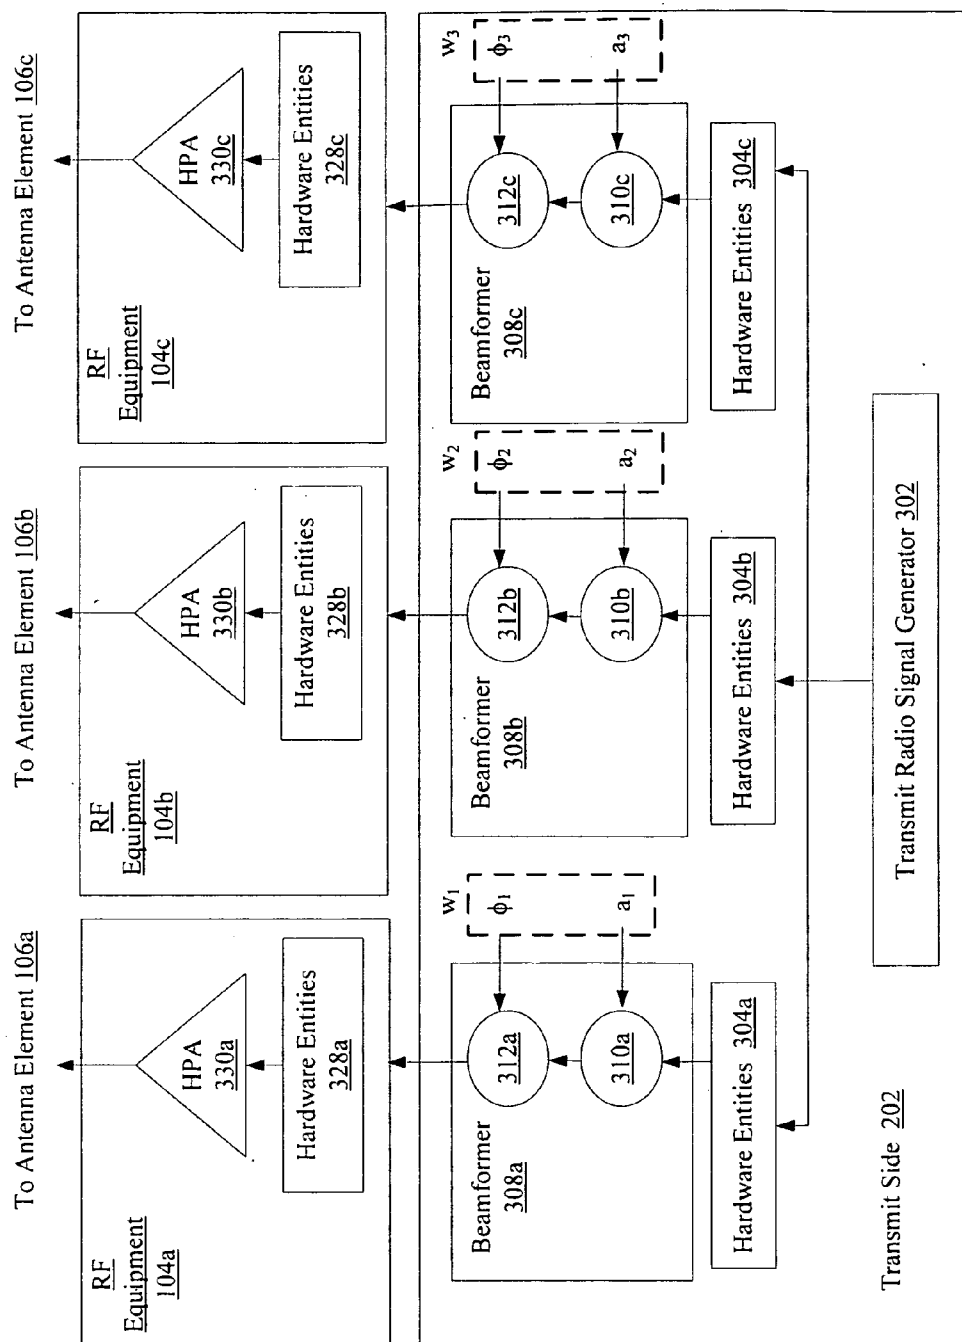 To Antenna Element 106a
RF
Equipment
104a
HPA
330a
Hardware Entities
328a
Beamformer
308a
312a
310a
w1
ϕ1
a1
Hardware Entities 304a
To Antenna Element 106b
RF
Equipment
104b
HPA
330b
Hardware Entities
328b
Beamformer
308b
312b
310b
w2
ϕ2
a2
Hardware Entities 304b
To Antenna Element 106c
RF
Equipment
104c
HPA
330c
Hardware Entities
328c
Beamformer
308c
312c
310c
w3
ϕ3
a3
Hardware Entities 304c
Transmit Side 202
Transmit Radio Signal Generator 302